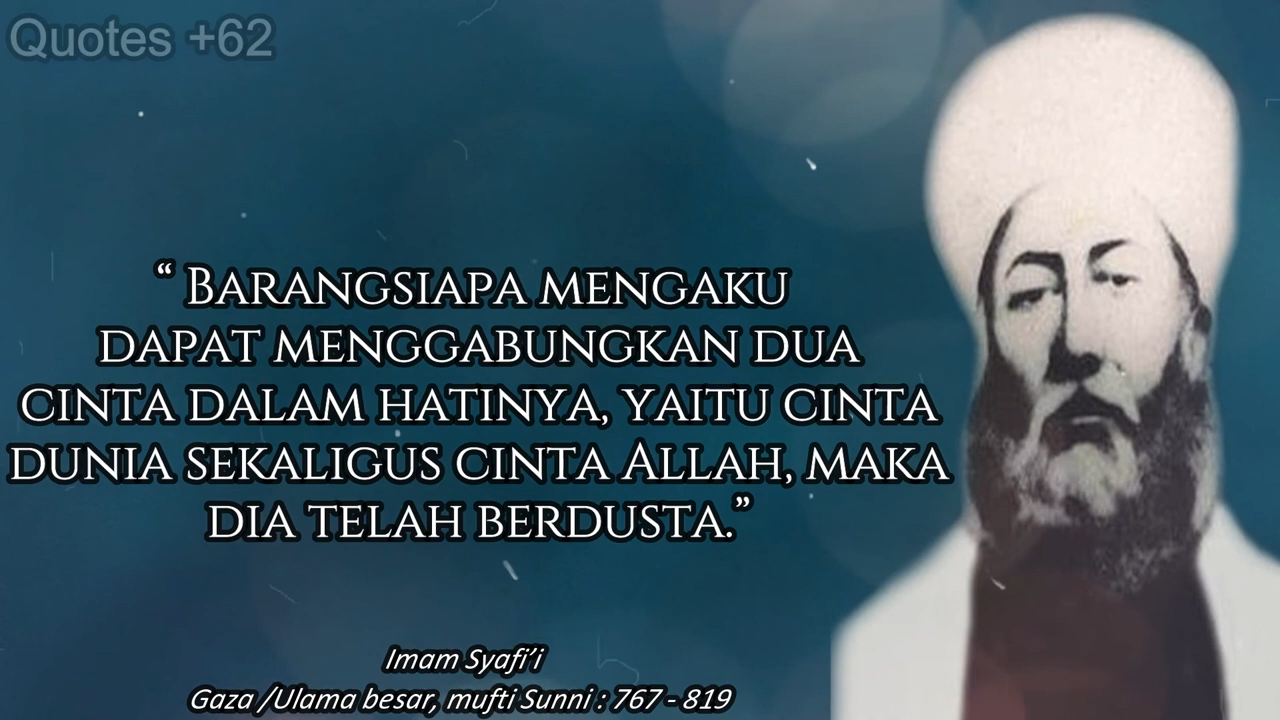 Quotes +62
“ Barangsiapa mengaku
dapat menggabungkan dua
cinta dalam hatinya, yaitu cinta
dunia sekaligus cinta Allah, maka
dia telah berdusta.”
Imam Syafi’i
Gaza /Ulama besar, mufti Sunni : 767 - 819